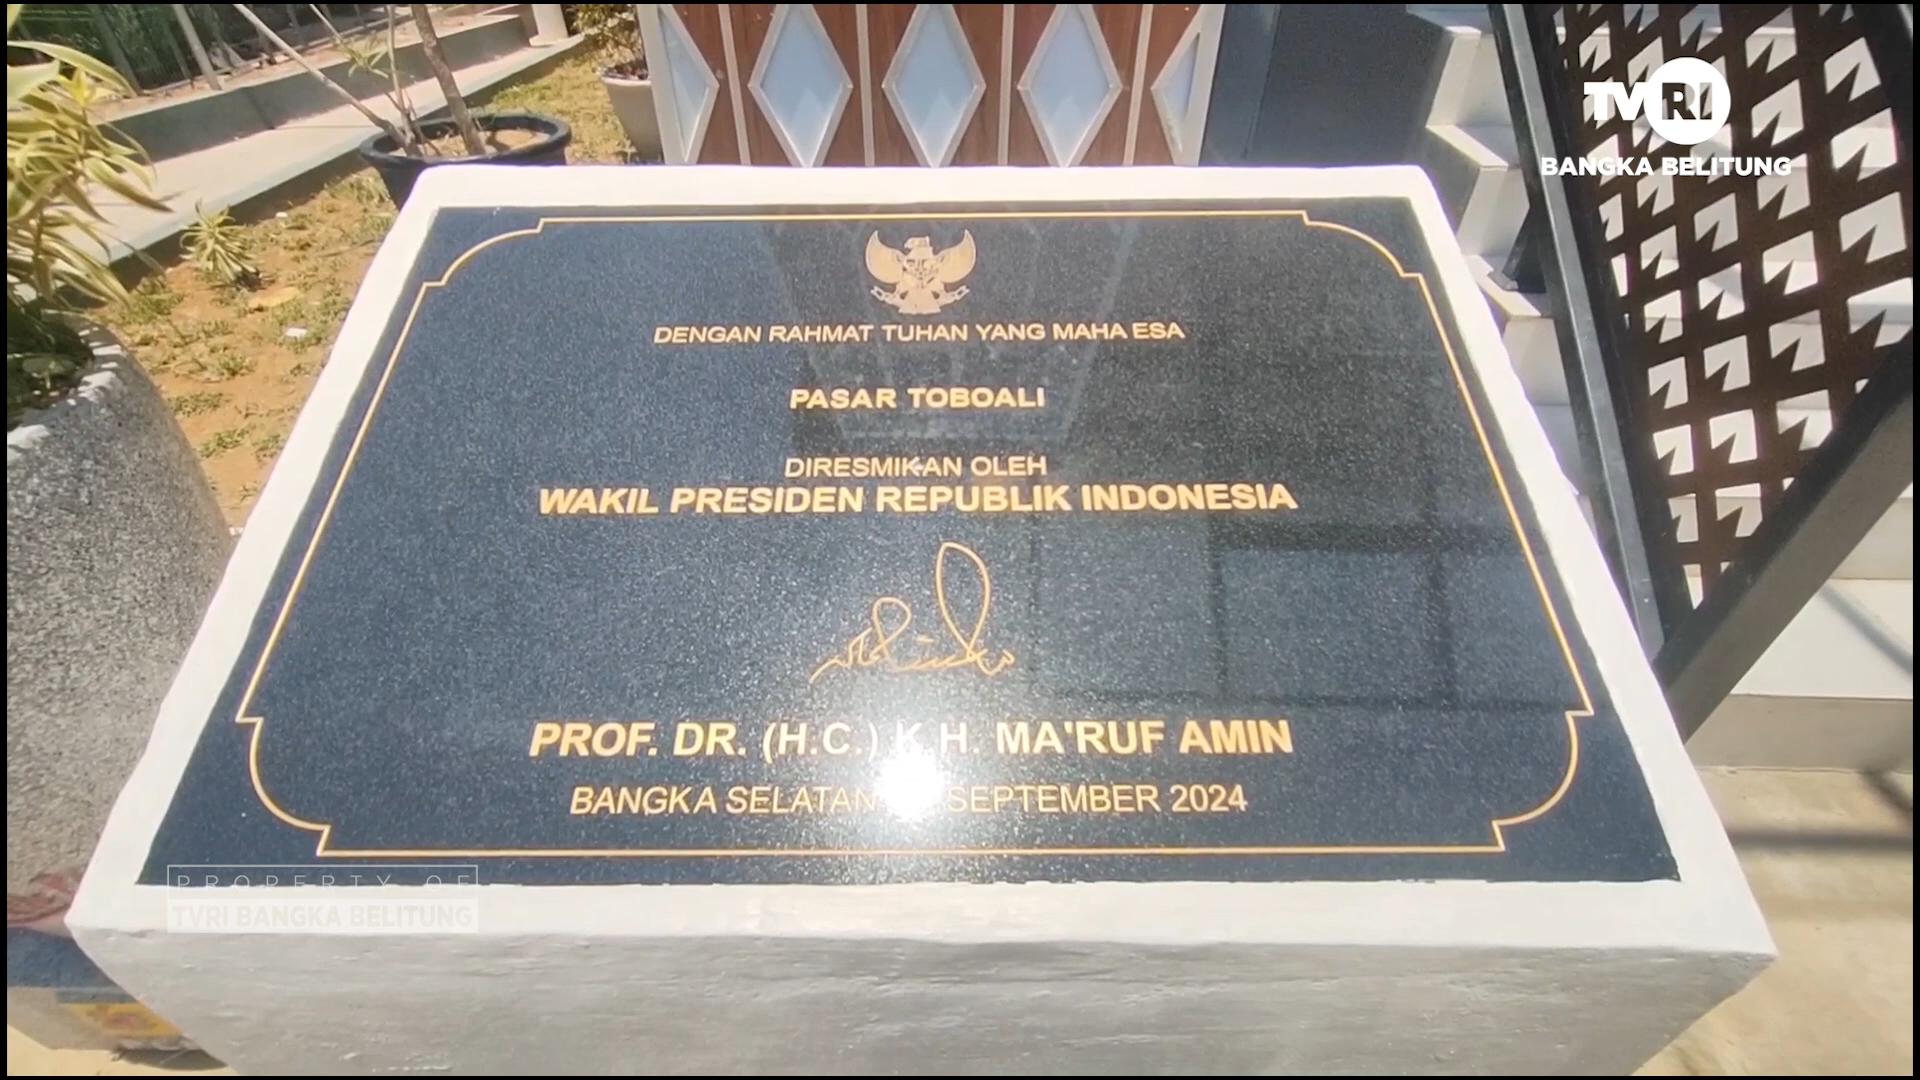 TVRI
BANGKA BELITUNG
DENGAN RAHMAT TUHAN YANG MAHA ESA
PASAR TOBOALI
DIRESMIKAN OLEH
WAKIL PRESIDEN REPUBLIK INDONESIA
PROF. DR. (H.C.) K.H. MA'RUF AMIN
BANGKA SELATAN SEPTEMBER 2024
PROPERTY OF
TVRI BANGKA BELITUNG